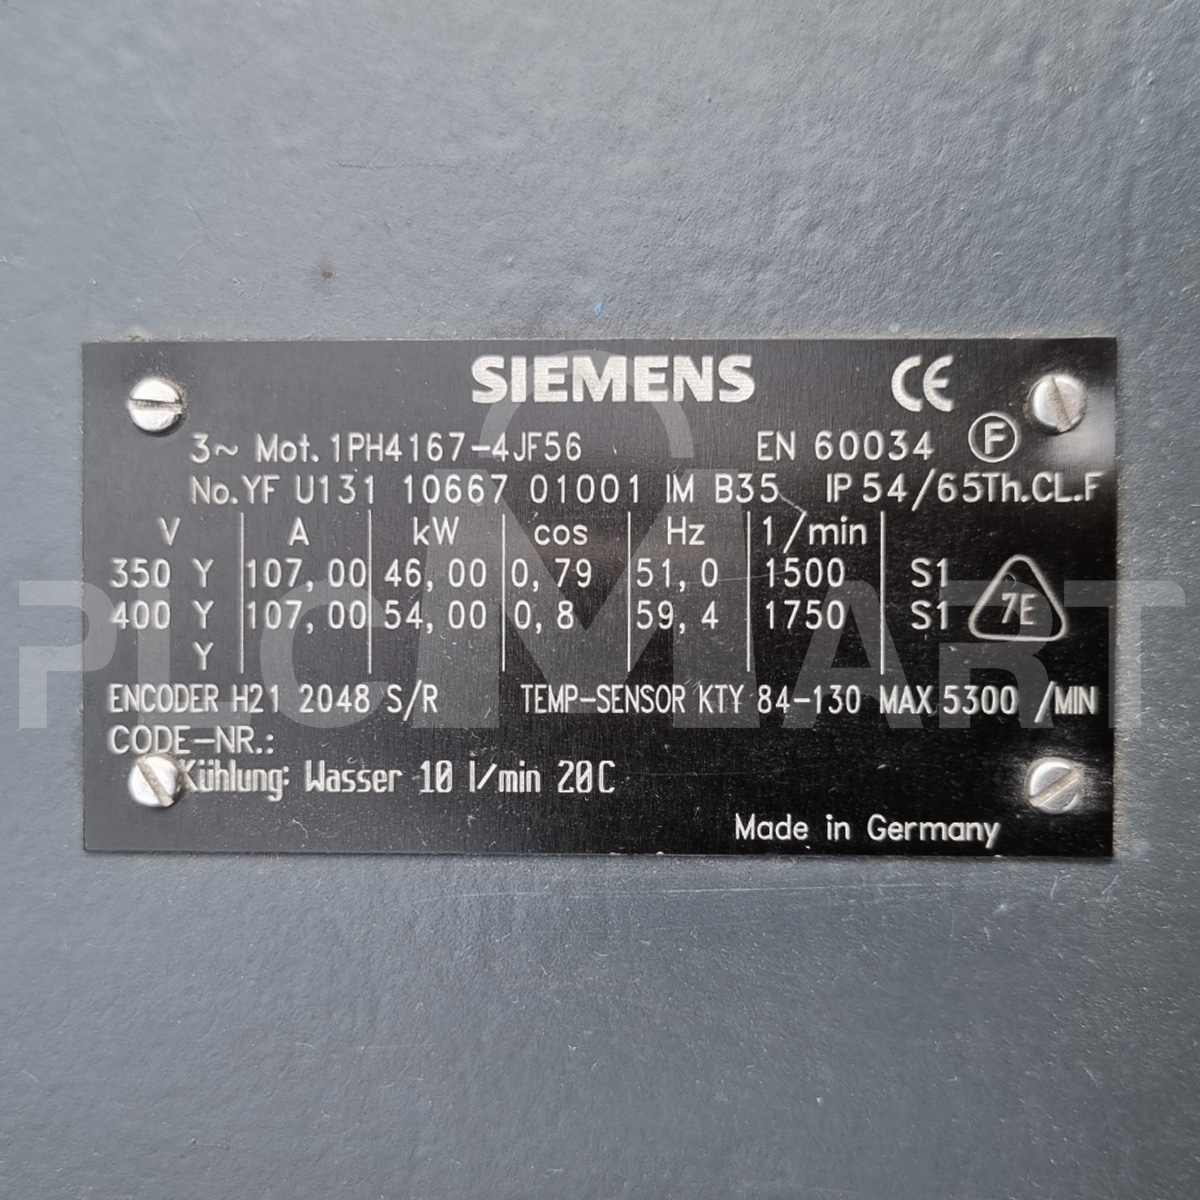 SIEMENS CE
3~ Mot. 1PH4167-4JF56 EN 60034 F
No.YF U131 10667 01001 IM B35 IP 54/65Th.CL.F
V A kW cos Hz 1/min
350 Y 107,00 46,00 0,79 51,0 1500 S1
400 Y 107,00 54,00 0,8 59,4 1750 S1 7E
Y
ENCODER H21 2048 S/R TEMP-SENSOR KTY 84-130 MAX 5300 /MIN
CODE-NR.:
Kühlung: Wasser 10 l/min 20C
Made in Germany
PLCMART